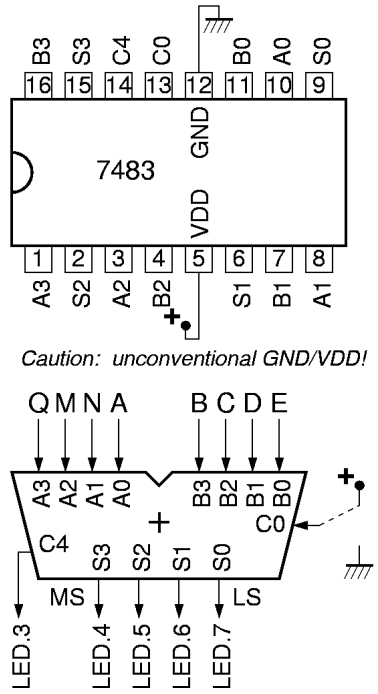 B3 S3 C4 C0 B0 A0 S0
16 15 14 13 12 11 10 9
GND
7483
VDD
1 2 3 4 5 6 7 8
A3 S2 A2 B2 S1 B1 A1
+
Caution: unconventional GND/VDD!
Q M N A B C D E
A3 A2 A1 A0 B3 B2 B1 B0
+
+
C0
C4 S3 S2 S1 S0
MS LS
LED.3 LED.4 LED.5 LED.6 LED.7